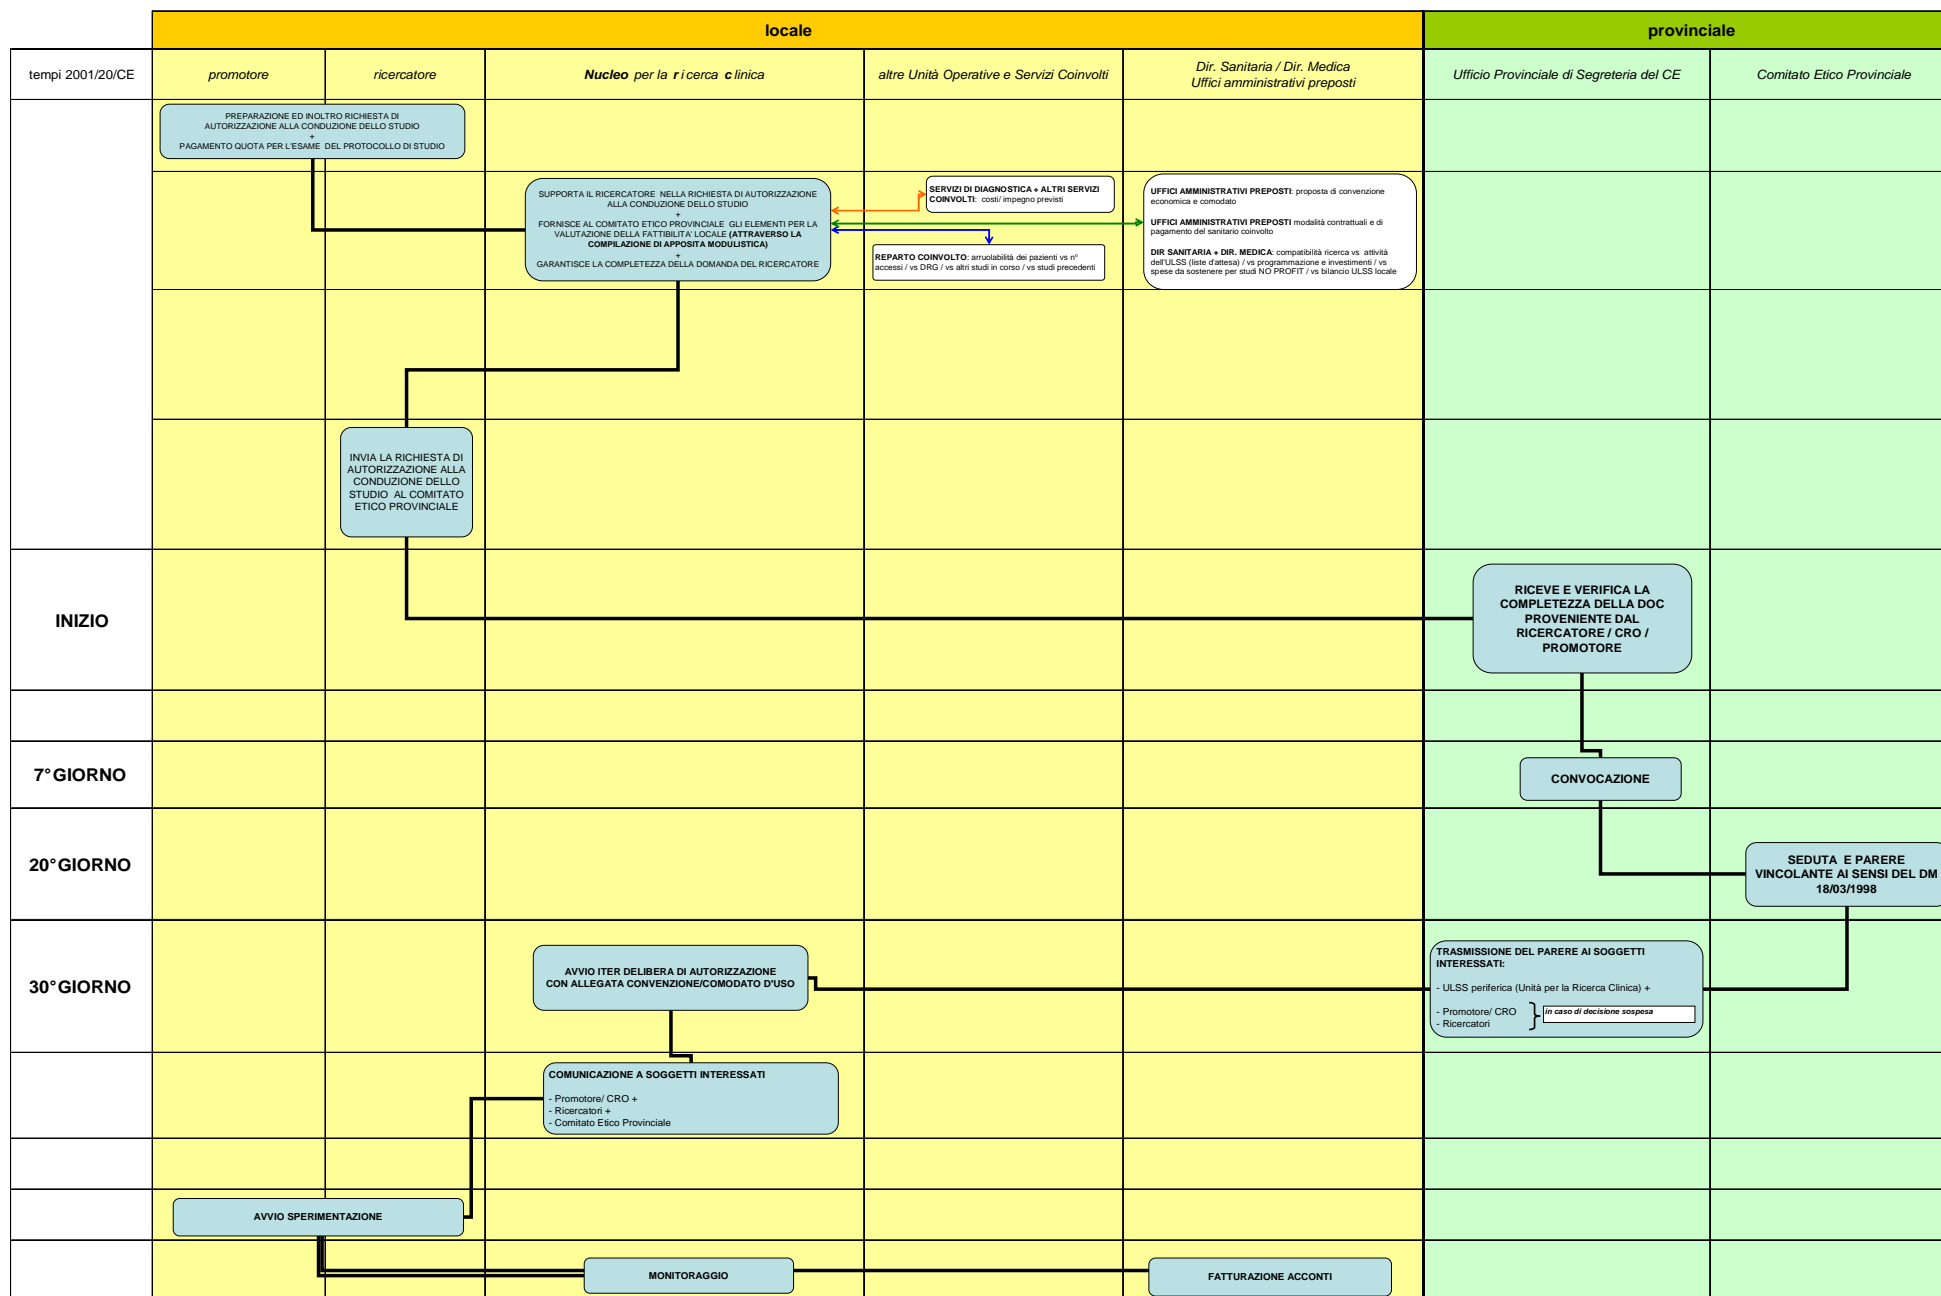 locale
provinciale
tempi 2001/20/CE
promotore
ricercatore
Nucleo per la ricerca clinica
altre Unità Operative e Servizi Coinvolti
Dir. Sanitaria / Dir. Medica
Uffici amministrativi preposti
Ufficio Provinciale di Segreteria del CE
Comitato Etico Provinciale
PREPARAZIONE ED INOLTRO RICHIESTA DI
AUTORIZZAZIONE ALLA CONDUZIONE DELLO STUDIO
+
PAGAMENTO QUOTA PER L'ESAME DEL PROTOCOLLO DI STUDIO
SUPPORTA IL RICERCATORE NELLA RICHIESTA DI AUTORIZZAZIONE
ALLA CONDUZIONE DELLO STUDIO
+
FORNISCE AL COMITATO ETICO PROVINCIALE GLI ELEMENTI PER LA
VALUTAZIONE DELLA FATTIBILITA' LOCALE (ATTRAVERSO LA
COMPILAZIONE DI APPOSITA MODULISTICA)
+
GARANTISCE LA COMPLETEZZA DELLA DOMANDA DEL RICERCATORE
SERVIZI DI DIAGNOSTICA + ALTRI SERVIZI
COINVOLTI: costi/ impegno previsti
REPARTO COINVOLTO: arruolabilità dei pazienti vs n°
accessi / vs DRG / vs altri studi in corso / vs studi precedenti
UFFICI AMMINISTRATIVI PREPOSTI: proposta di convenzione
economica e comodato
UFFICI AMMINISTRATIVI PREPOSTI modalità contrattuali e di
pagamento del sanitario coinvolto
DIR SANITARIA + DIR. MEDICA: compatibilità ricerca vs attività
dell'ULSS (liste d'attesa) / vs programmazione e investimenti / vs
spese da sostenere per studi NO PROFIT / vs bilancio ULSS locale
INVIA LA RICHIESTA DI
AUTORIZZAZIONE ALLA
CONDUZIONE DELLO
STUDIO AL COMITATO
ETICO PROVINCIALE
INIZIO
RICEVE E VERIFICA LA
COMPLETEZZA DELLA DOC
PROVENIENTE DAL
RICERCATORE / CRO /
PROMOTORE
7°GIORNO
CONVOCAZIONE
20°GIORNO
SEDUTA E PARERE
VINCOLANTE AI SENSI DEL DM
18/03/1998
30°GIORNO
AVVIO ITER DELIBERA DI AUTORIZZAZIONE
CON ALLEGATA CONVENZIONE/COMODATO D'USO
TRASMISSIONE DEL PARERE AI SOGGETTI
INTERESSATI:
- ULSS periferica (Unità per la Ricerca Clinica) +
- Promotore/ CRO
- Ricercatori
in caso di decisione sospesa
COMUNICAZIONE A SOGGETTI INTERESSATI
- Promotore/ CRO +
- Ricercatori +
- Comitato Etico Provinciale
AVVIO SPERIMENTAZIONE
MONITORAGGIO
FATTURAZIONE ACCONTI